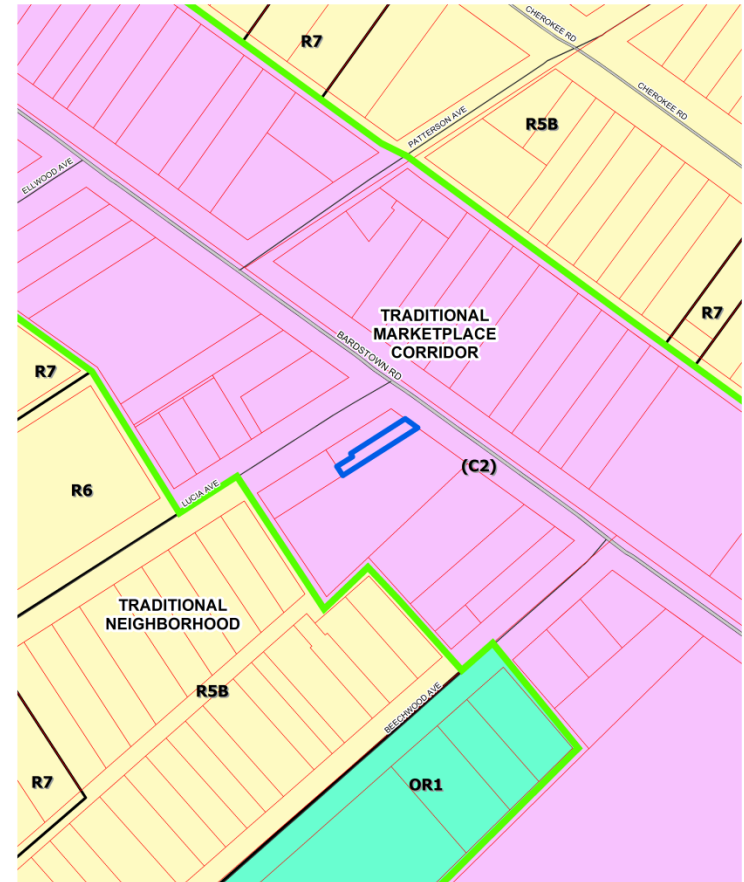 CHEROKEE RD
R7
CHEROKEE RD
PATTERSON AVE
R5B
ELLWOOD AVE
R7
TRADITIONAL
MARKETPLACE
CORRIDOR
BARDSTOWN RD
R7
(C2)
R6
LUCIA AVE
TRADITIONAL
NEIGHBORHOOD
R5B
BEECHWOOD AVE
R7
OR1